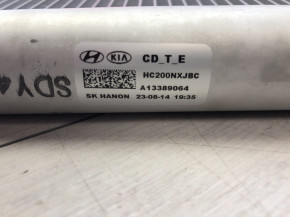 KIA CD_T_E
HC200NXJBC
A13389064
SK HANON 23-08-14 19:35
SDY